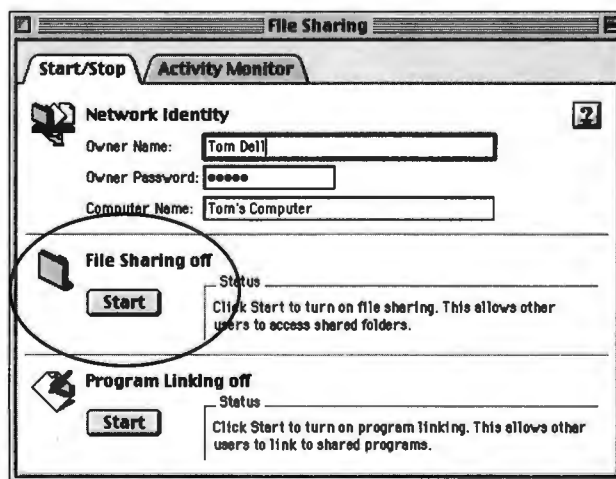 File Sharing
Start/Stop
Activity Monitor
Network Identity
?
Owner Name: Tom Dell
Owner Password: •••••
Computer Name: Tom's Computer
File Sharing off
Start
Status
Click Start to turn on file sharing. This allows other
users to access shared folders.
Program Linking off
Start
Status
Click Start to turn on program linking. This allows other
users to link to shared programs.